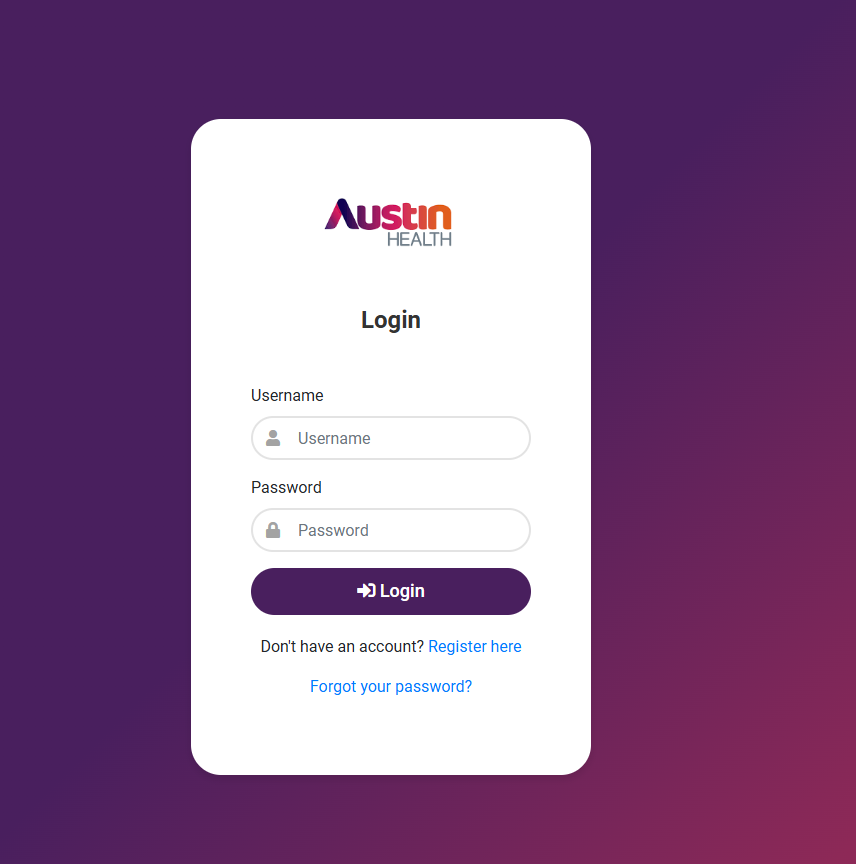 Austin
HEALTH
Login
Username
Username
Password
Password
Login
Don't have an account? Register here
Forgot your password?